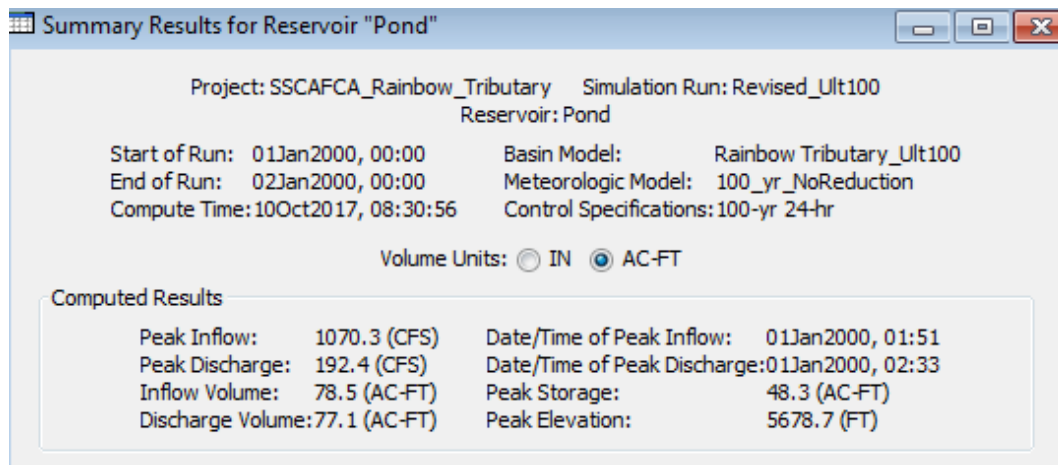 Summary Results for Reservoir "Pond"
Project: SSCAFCA_Rainbow_Tributary Simulation Run: Revised_Ult100
Reservoir: Pond
Start of Run: 01Jan2000, 00:00 Basin Model: Rainbow Tributary_Ult100
End of Run: 02Jan2000, 00:00 Meteorologic Model: 100_yr_NoReduction
Compute Time: 10Oct2017, 08:30:56 Control Specifications: 100-yr 24-hr
Volume Units: IN AC-FT
Computed Results
Peak Inflow: 1070.3 (CFS) Date/Time of Peak Inflow: 01Jan2000, 01:51
Peak Discharge: 192.4 (CFS) Date/Time of Peak Discharge:01Jan2000, 02:33
Inflow Volume: 78.5 (AC-FT) Peak Storage: 48.3 (AC-FT)
Discharge Volume:77.1 (AC-FT) Peak Elevation: 5678.7 (FT)